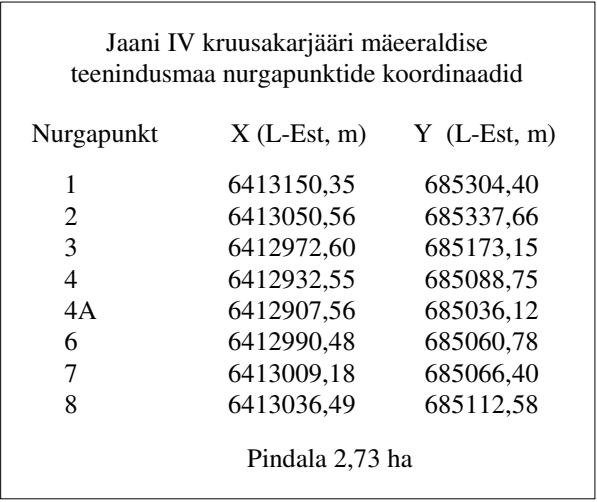 Jaani IV kruusakarjääri mäeeraldise
teenindusmaa nurgapunktide koordinaadid
Nurgapunkt X (L-Est, m) Y (L-Est, m)
1 6413150,35 685304,40
2 6413050,56 685337,66
3 6412972,60 685173,15
4 6412932,55 685088,75
4A 6412907,56 685036,12
6 6412990,48 685060,78
7 6413009,18 685066,40
8 6413036,49 685112,58
Pindala 2,73 ha